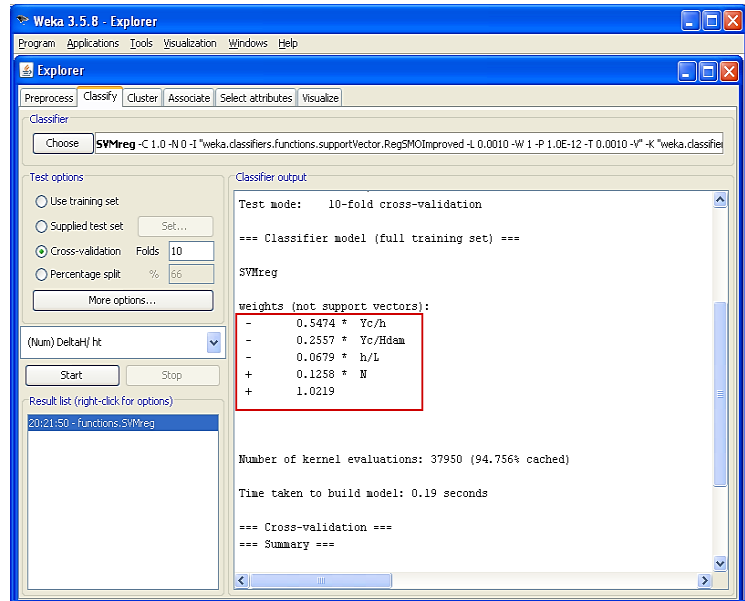 Weka 3.5.8 - Explorer
Program Applications Tools Visualization Windows Help
Explorer
Preprocess Classify Cluster Associate Select attributes Visualize
Classifier
Choose SVMreg -C 1.0 -N 0 -I "weka.classifiers.functions.supportVector.RegSMOImproved -L 0.0010 -W 1 -P 1.0E-12 -T 0.0010 -V" -K "weka.classifie
Test options
Use training set
Supplied test set Set...
Cross-validation Folds 10
Percentage split % 66
More options...
(Num) DeltaH/ ht
Start Stop
Result list (right-click for options)
20:21:50 - functions.SVMreg
Classifier output
Test mode: 10-fold cross-validation
=== Classifier model (full training set) ===
SVMreg
weights (not support vectors):
- 0.5474 * Yc/h
- 0.2557 * Yc/Hdam
- 0.0679 * h/L
+ 0.1258 * N
+ 1.0219
Number of kernel evaluations: 37950 (94.756% cached)
Time taken to build model: 0.19 seconds
=== Cross-validation ===
=== Summary ===